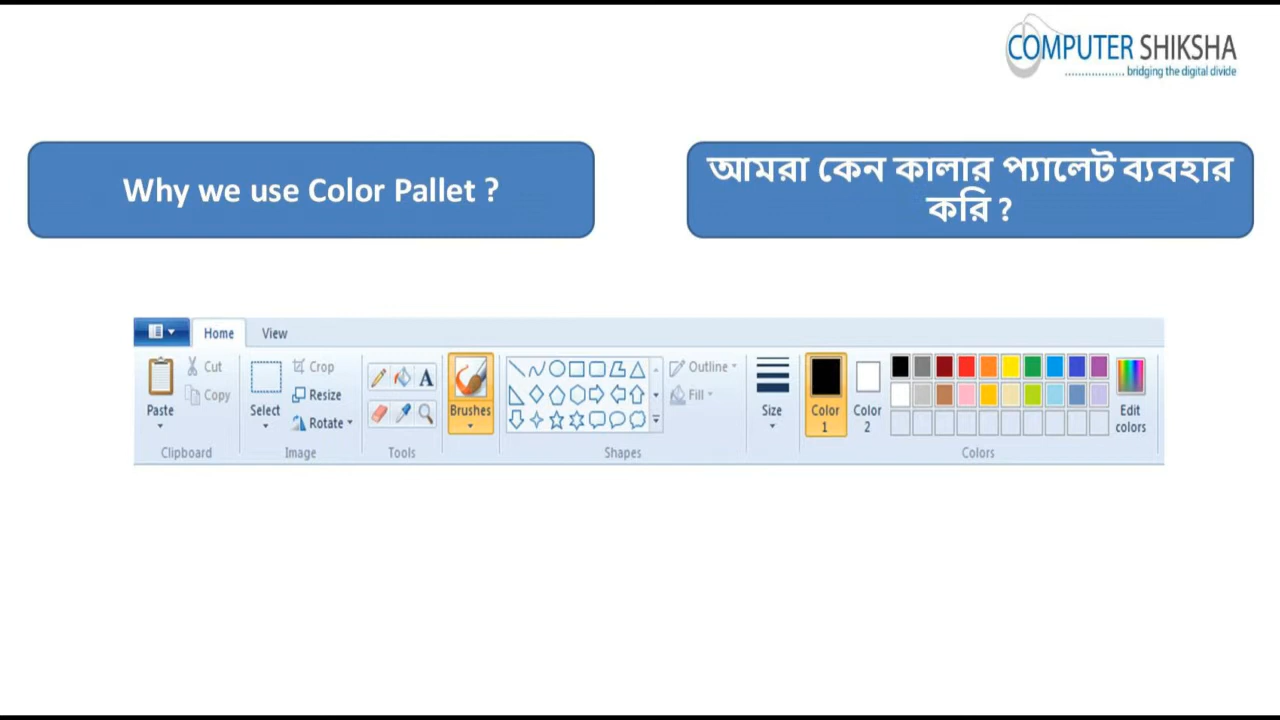 COMPUTER SHIKSHA
.................. bridging the digital divide
Why we use Color Pallet ?
আমরা কেন কালার প্যালেট ব্যবহার
করি ?
Home View
Cut
Copy
Paste
Clipboard
Select
Crop
Resize
Rotate
Image
A
Tools
Brushes
Outline
Fill
Shapes
Size
Color
1
Color
2
Edit
colors
Colors